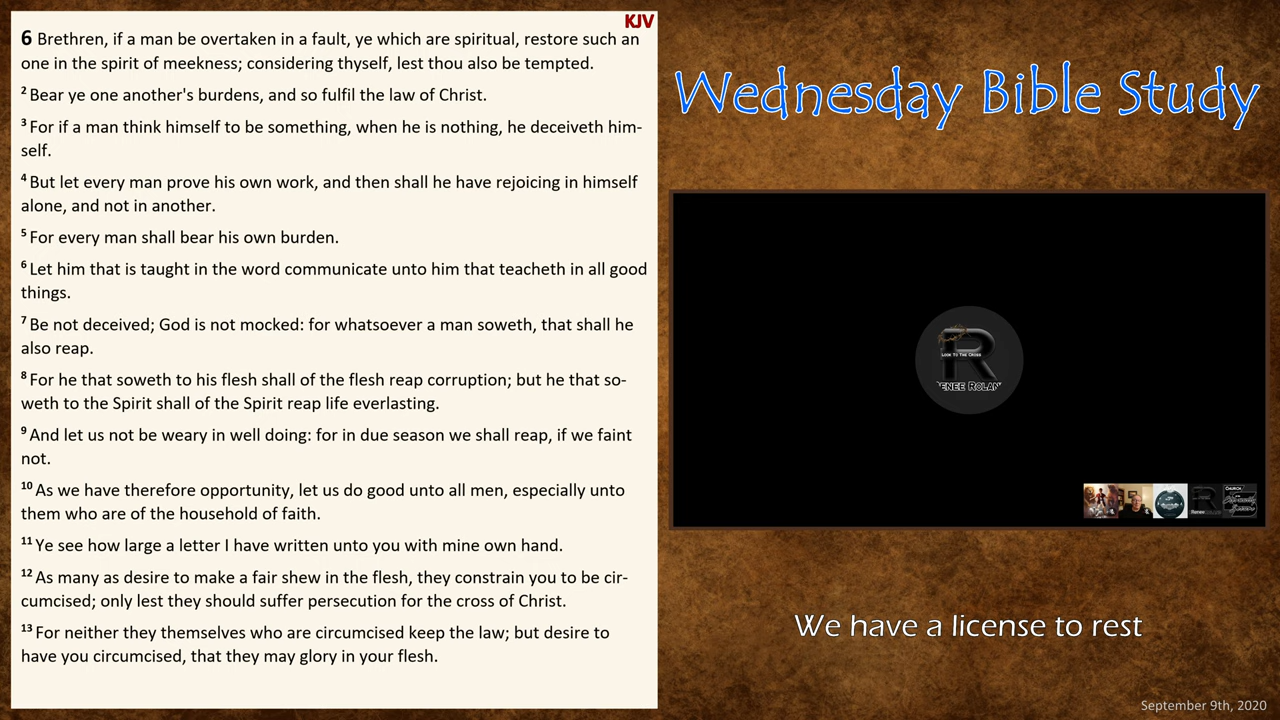 KJV
6 Brethren, if a man be overtaken in a fault, ye which are spiritual, restore such an
one in the spirit of meekness; considering thyself, lest thou also be tempted.
2 Bear ye one another's burdens, and so fulfil the law of Christ.
3 For if a man think himself to be something, when he is nothing, he deceiveth him-
self.
4 But let every man prove his own work, and then shall he have rejoicing in himself
alone, and not in another.
5 For every man shall bear his own burden.
6 Let him that is taught in the word communicate unto him that teacheth in all good
things.
7 Be not deceived; God is not mocked: for whatsoever a man soweth, that shall he
also reap.
8 For he that soweth to his flesh shall of the flesh reap corruption; but he that so-
weth to the Spirit shall of the Spirit reap life everlasting.
9 And let us not be weary in well doing: for in due season we shall reap, if we faint
not.
10 As we have therefore opportunity, let us do good unto all men, especially unto
them who are of the household of faith.
11 Ye see how large a letter I have written unto you with mine own hand.
12 As many as desire to make a fair shew in the flesh, they constrain you to be cir-
cumcised; only lest they should suffer persecution for the cross of Christ.
13 For neither they themselves who are circumcised keep the law; but desire to
have you circumcised, that they may glory in your flesh.
Wednesday Bible Study
R
LOOK TO THE CROSS
ENEE ROLAN
Renee
CHURCH
We have a license to rest
September 9th, 2020